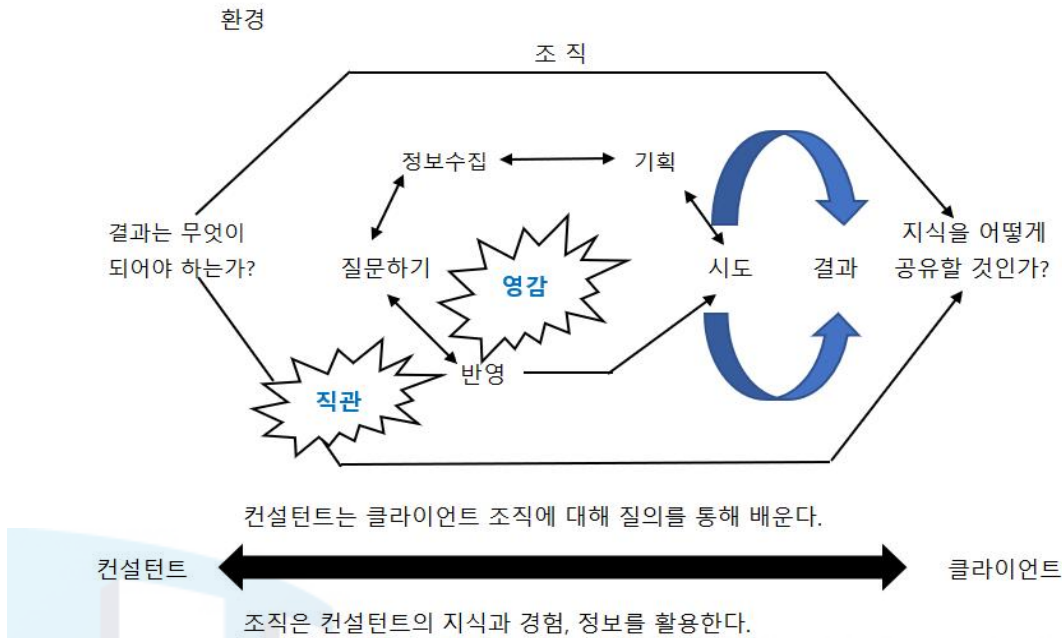 환경
조 직
정보수집
기획
결과는 무엇이
되어야 하는가?
질문하기
영감
시도
결과
지식을 어떻게
공유할 것인가?
직관
반영
컨설턴트는 클라이언트 조직에 대해 질의를 통해 배운다.
컨설턴트
클라이언트
조직은 컨설턴트의 지식과 경험, 정보를 활용한다.